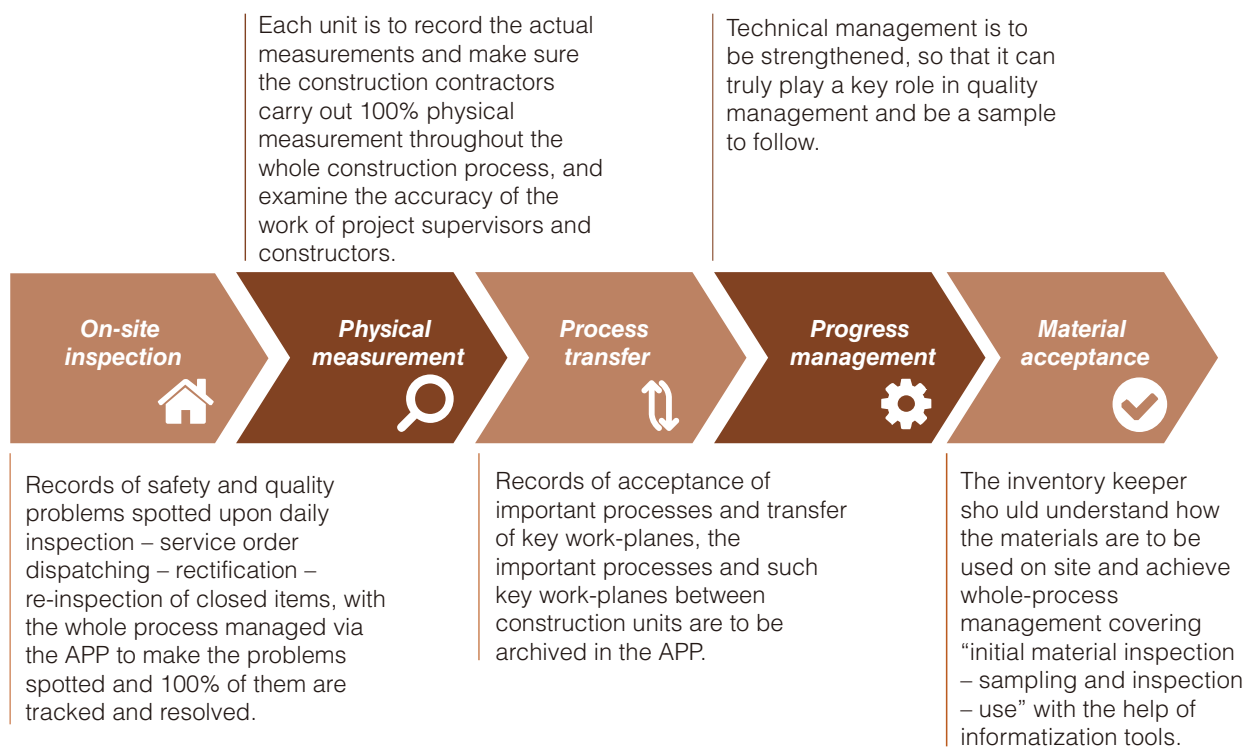 Each unit is to record the actual
measurements and make sure
the construction contractors
carry out 100% physical
measurement throughout the
whole construction process, and
examine the accuracy of the
work of project supervisors and
constructors.
Technical management is to
be strengthened, so that it can
truly play a key role in quality
management and be a sample
to follow.
On-site
inspection
Physical
measurement
Process
transfer
Progress
management
Material
acceptance
Records of safety and quality
problems spotted upon daily
inspection – service order
dispatching – rectification –
re-inspection of closed items, with
the whole process managed via
the APP to make the problems
spotted and 100% of them are
tracked and resolved.
Records of acceptance of
important processes and transfer
of key work-planes, the
important processes and such
key work-planes between
construction units are to be
archived in the APP.
The inventory keeper
sho uld understand how
the materials are to be
used on site and achieve
whole-process
management covering
“initial material inspection
– sampling and inspection
– use” with the help of
informatization tools.